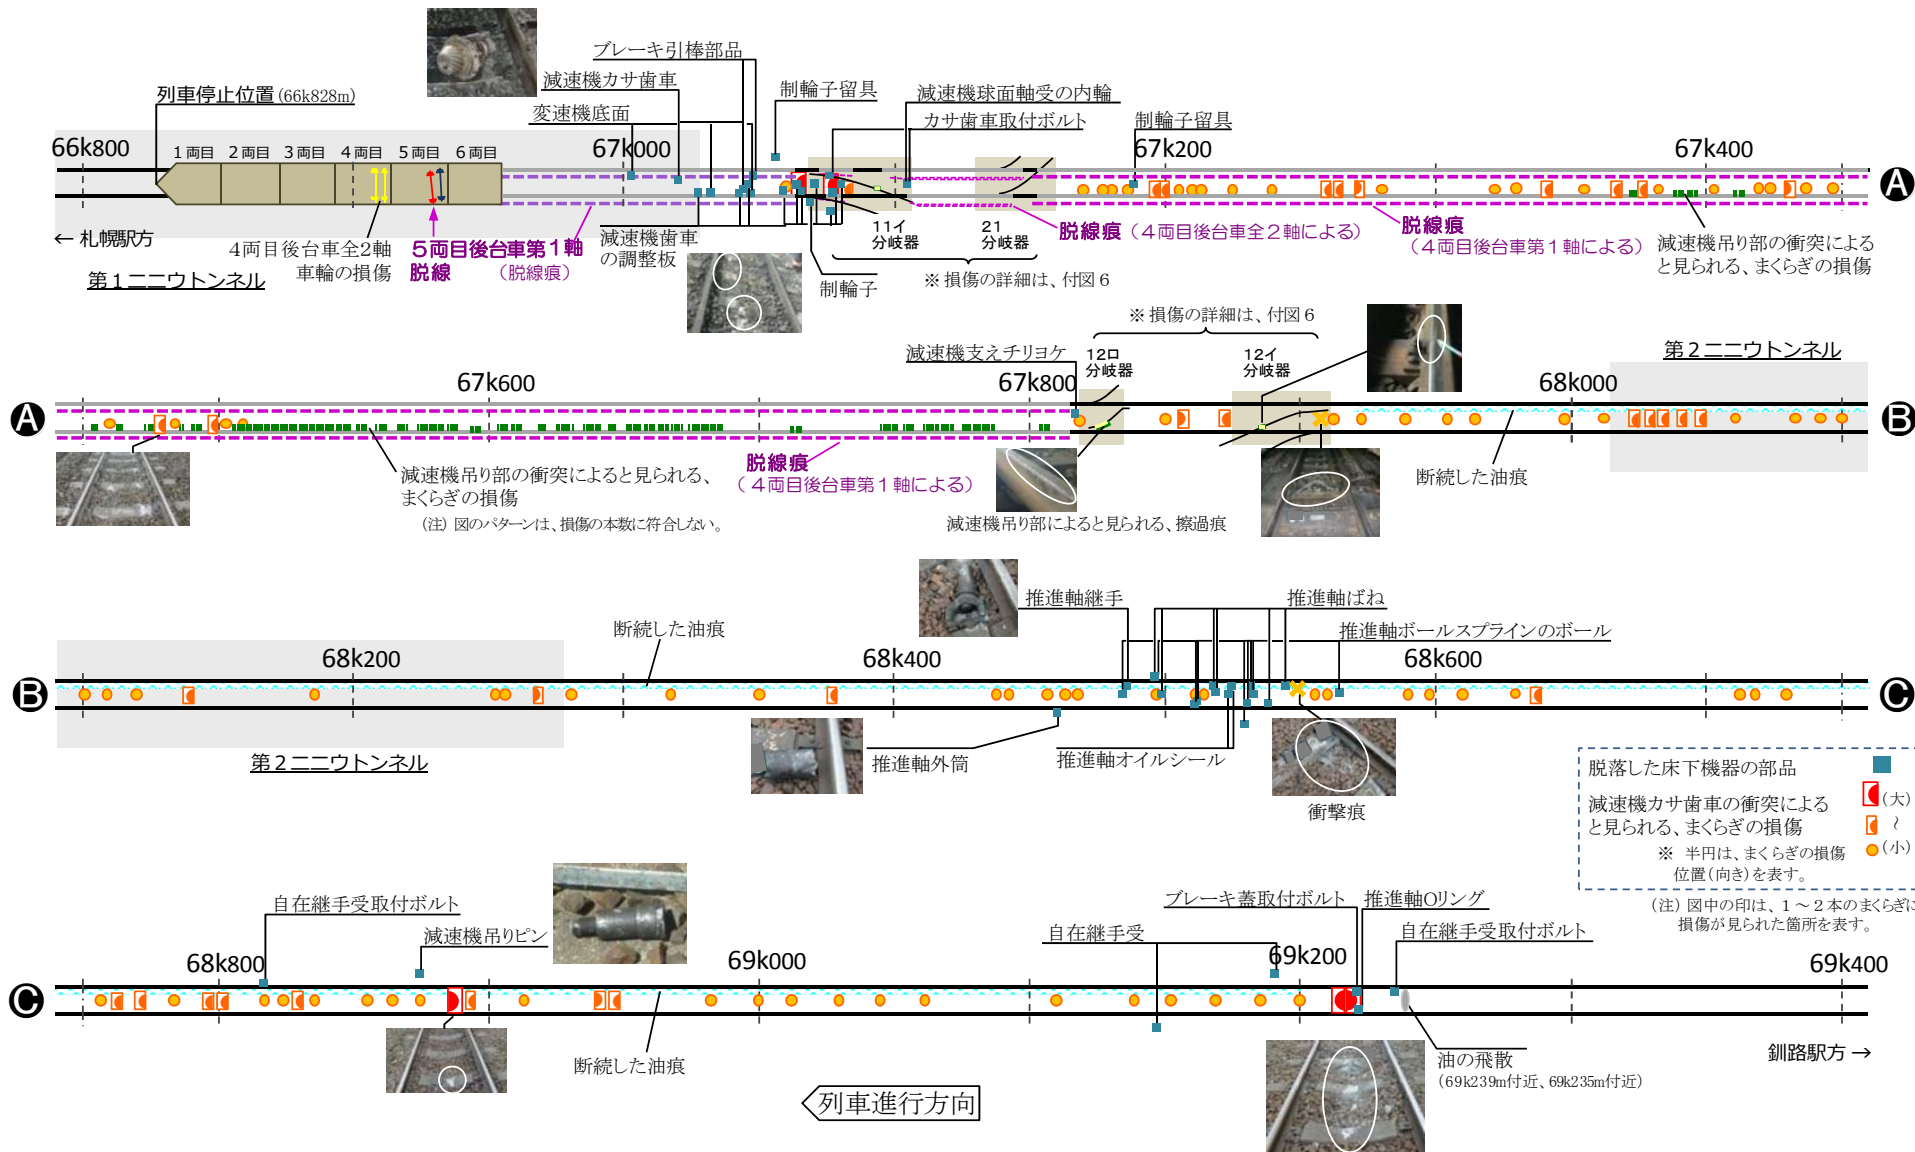 ブレーキ引棒部品
減速機カサ歯車
変速機底面
制輪子留具
減速機球面軸受の内輪
カサ歯車取付ボルト
制輪子留具
列車停止位置(66k828m)
66k800
67k000
67k200
67k400
1両目
2両目
3両目
4両目
5両目
6両目
A
← 札幌駅方
第1ニニウトンネル
4両目後台車全2軸
車輪の損傷
5両目後台車第1軸
脱線 (脱線痕)
減速機歯車
の調整板
制輪子
11イ
分岐器
21
分岐器
※ 損傷の詳細は、付図6
脱線痕 (4両目後台車全2軸による)
脱線痕
(4両目後台車第1軸による)
減速機吊り部の衝突による
と見られる、まくらぎの損傷
A
67k600
67k800
68k000
減速機支えチリヨケ
※ 損傷の詳細は、付図6
12ロ
分岐器
12イ
分岐器
第2ニニウトンネル
B
減速機吊り部の衝突によると見られる、
まくらぎの損傷
(注) 図のパターンは、損傷の本数に符合しない。
脱線痕
(4両目後台車第1軸による)
減速機吊り部によると見られる、擦過痕
断続した油痕
B
68k200
68k400
68k600
断続した油痕
推進軸継手
推進軸ばね
推進軸ボールスプラインのボール
C
第2ニニウトンネル
推進軸外筒
推進軸オイルシール
衝撃痕
脱落した床下機器の部品
減速機カサ歯車の衝突による
と見られる、まくらぎの損傷
(大)
~
(小)
※ 半円は、まくらぎの損傷
位置(向き)を表す。
(注) 図中の印は、1~2本のまくらぎに
損傷が見られた箇所を表す。
C
68k800
69k000
69k200
69k400
自在継手受取付ボルト
減速機吊りピン
自在継手受
ブレーキ蓋取付ボルト
推進軸Oリング
自在継手受取付ボルト
断続した油痕
油の飛散
(69k239m付近、69k235m付近)
釧路駅方 →
列車進行方向